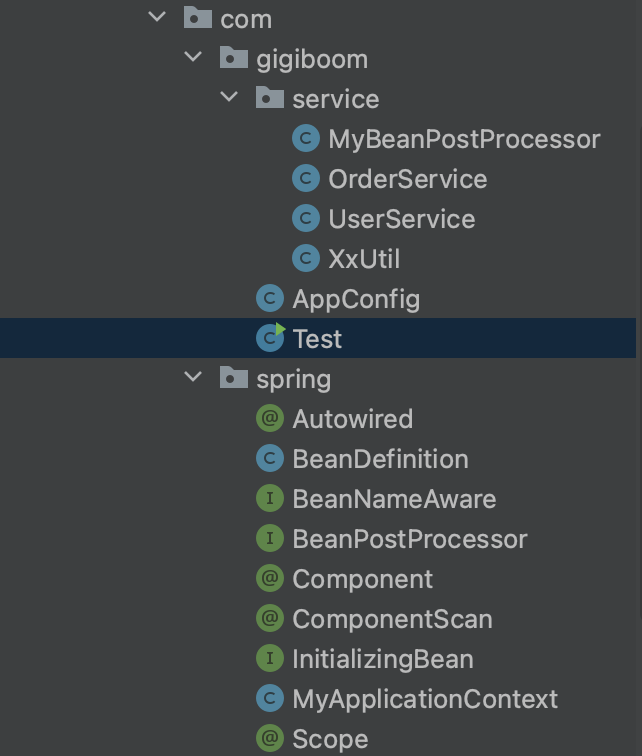 com
gigiboom
service
C MyBeanPostProcessor
C OrderService
C UserService
C XxUtil
C AppConfig
C Test
spring
@ Autowired
C BeanDefinition
I BeanNameAware
I BeanPostProcessor
@ Component
@ ComponentScan
I InitializingBean
C MyApplicationContext
@ Scope